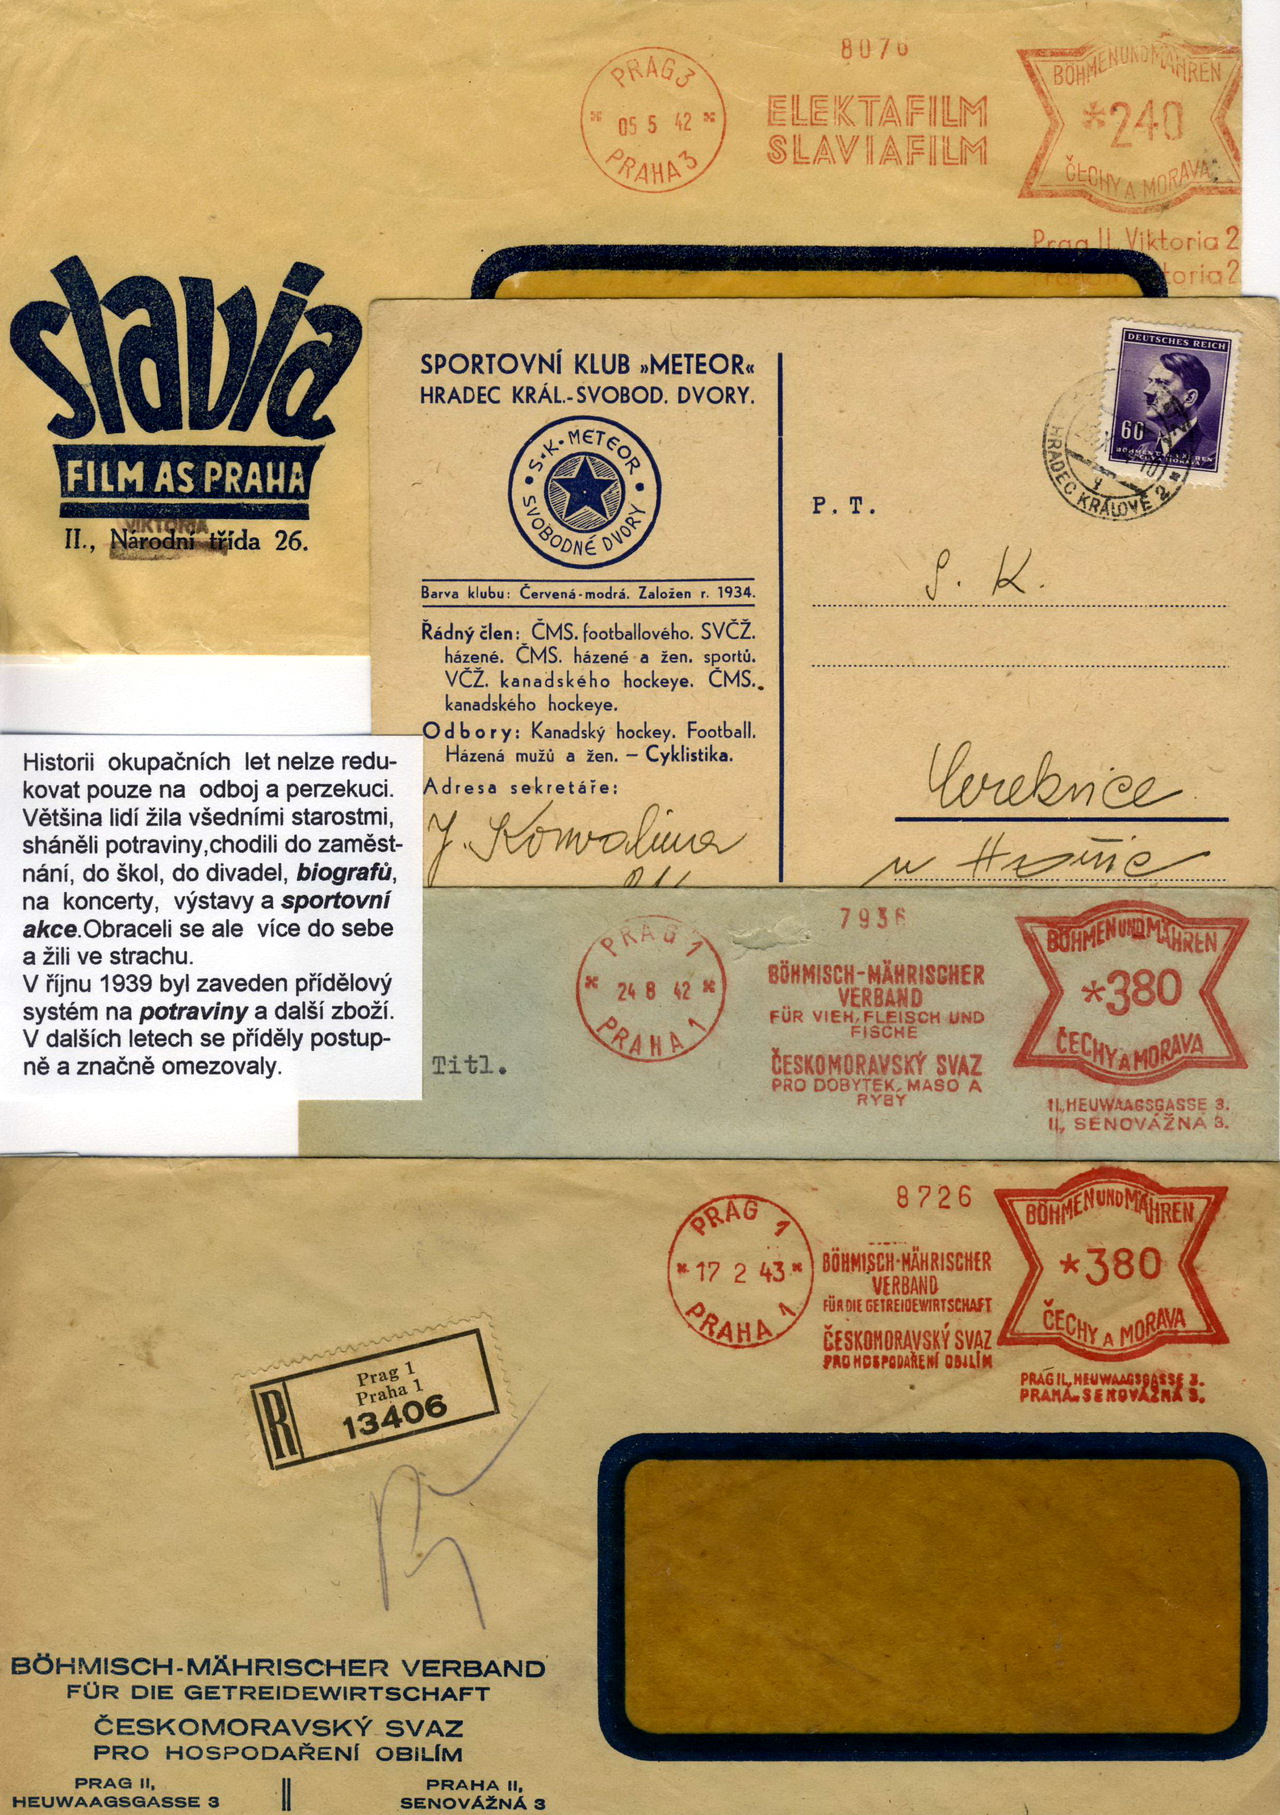 8076
PRAG 3
05 5 42
PRAHA 3
ELEKTAFILM
SLAVIAFILM
BÖHMEN UND MÄHREN
*240
ČECHY A MORAVA
Prag II, Viktoria 2
toria 2
slavia
FILM AS PRAHA
VIKTORIA
II., Národní třída 26.
SPORTOVNÍ KLUB »METEOR«
HRADEC KRÁL.-SVOBOD. DVORY.
S•K•METEOR
SVOBODNÉ DVORY
Barva klubu: Červená-modrá. Založen r. 1934.
Řádný člen: ČMS. footballového. SVČŽ.
házené. ČMS. házené a žen. sportů.
VČŽ. kanadského hockeye. ČMS.
kanadského hockeye.
Odbory: Kanadský hockey. Football.
Házená mužů a žen. – Cyklistika.
Adresa sekretáře:
J. Konvalina
DEUTSCHES REICH
60
BÖHMEN U. MÄHREN
HRADEC KRÁLOVÉ 2
P. T.
S. K.
Cerekvice
Historii okupačních let nelze redu-
kovat pouze na odboj a perzekuci.
Většina lidí žila všedními starostmi,
sháněli potraviny,chodili do zaměst-
nání, do škol, do divadel, biografů,
na koncerty, výstavy a sportovní
akce.Obraceli se ale více do sebe
a žili ve strachu.
V říjnu 1939 byl zaveden přídělový
systém na potraviny a další zboží.
V dalších letech se příděly postup-
ně a značně omezovaly.
7936
PRAG 1
24 8 42
PRAHA 1
BÖHMISCH-MÄHRISCHER
VERBAND
FÜR VIEH, FLEISCH UND
FISCHE
ČESKOMORAVSKÝ SVAZ
PRO DOBYTEK, MASO A
RYBY
BÖHMEN UND MÄHREN
*380
ČECHY A MORAVA
II, HEUWAAGSGASSE 3.
II, SENOVÁŽNÁ 3.
Titl.
8726
PRAG 1
17 2 43
PRAHA 1
BÖHMISCH-MÄHRISCHER
VERBAND
FÜR DIE GETREIDEWIRTSCHAFT
ČESKOMORAVSKÝ SVAZ
PRO HOSPODAŘENÍ OBILÍM
BÖHMEN UND MÄHREN
*380
ČECHY A MORAVA
PRAG II, HEUWAAGSGASSE 3.
PRAHA, SENOVÁŽNÁ 3.
R
Prag 1
Praha 1
13406
BÖHMISCH-MÄHRISCHER VERBAND
FÜR DIE GETREIDEWIRTSCHAFT
ČESKOMORAVSKÝ SVAZ
PRO HOSPODAŘENÍ OBILÍM
PRAG II,
HEUWAAGSGASSE 3
PRAHA II,
SENOVÁŽNÁ 3